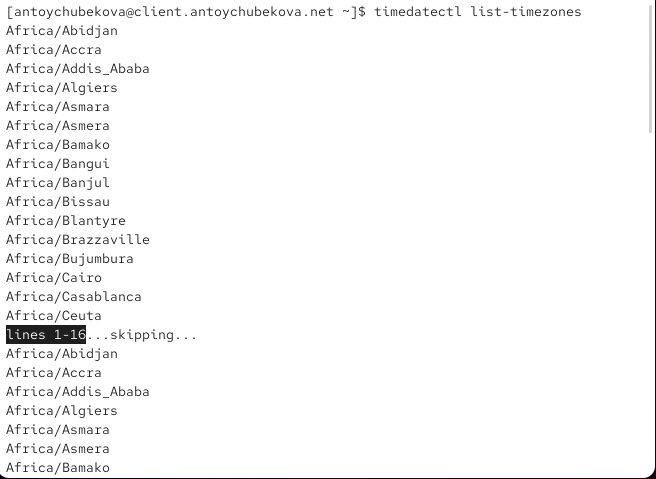 [antoychubekova@client.antoychubekova.net ~]$ timedatectl list-timezones
Africa/Abidjan
Africa/Accra
Africa/Addis_Ababa
Africa/Algiers
Africa/Asmara
Africa/Asmera
Africa/Bamako
Africa/Bangui
Africa/Banjul
Africa/Bissau
Africa/Blantyre
Africa/Brazzaville
Africa/Bujumbura
Africa/Cairo
Africa/Casablanca
Africa/Ceuta
lines 1-16...skipping...
Africa/Abidjan
Africa/Accra
Africa/Addis_Ababa
Africa/Algiers
Africa/Asmara
Africa/Asmera
Africa/Bamako